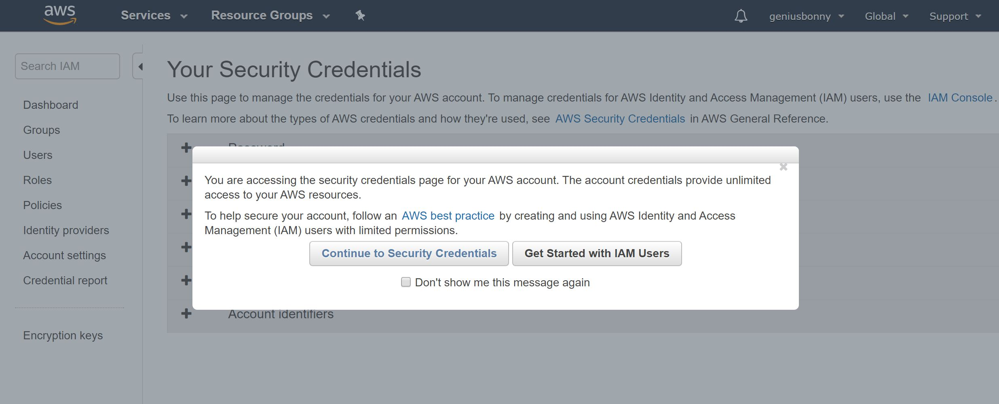 aws Services Resource Groups geniusbonny Global Support
Search IAM
Dashboard
Groups
Users
Roles
Policies
Identity providers
Account settings
Credential report
Encryption keys
Your Security Credentials
Use this page to manage the credentials for your AWS account. To manage credentials for AWS Identity and Access Management (IAM) users, use the IAM Console.
To learn more about the types of AWS credentials and how they're used, see AWS Security Credentials in AWS General Reference.
Password
You are accessing the security credentials page for your AWS account. The account credentials provide unlimited
access to your AWS resources.
To help secure your account, follow an AWS best practice by creating and using AWS Identity and Access
Management (IAM) users with limited permissions.
Continue to Security Credentials Get Started with IAM Users
Don't show me this message again
Account identifiers